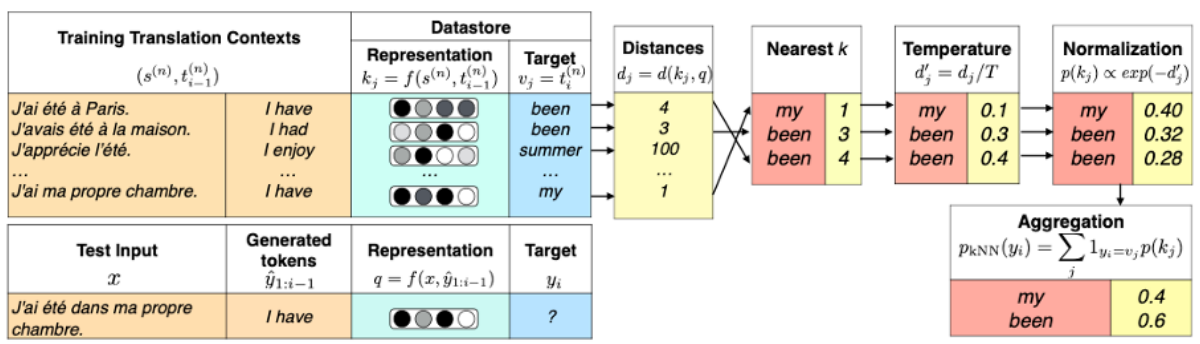 Training Translation Contexts
(s^{(n)}, t_{i-1}^{(n)})
Datastore
Representation
k_j = f(s^{(n)}, t_{i-1}^{(n)})
Target
v_j = t_i^{(n)}
J'ai été à Paris. I have been
J'avais été à la maison. I had been
J'apprécie l'été. I enjoy summer
... ... ... ...
J'ai ma propre chambre. I have my
Distances
d_j = d(k_j, q)
4
3
100
...
1
Nearest k
my 1
been 3
been 4
Temperature
d'_j = d_j/T
my 0.1
been 0.3
been 0.4
Normalization
p(k_j) ∝ exp(-d'_j)
my 0.40
been 0.32
been 0.28
Aggregation
p_{kNN}(y_i) = ∑_j 1_{y_i=v_j} p(k_j)
my 0.4
been 0.6
Test Input
x
Generated
tokens
ŷ_{1:i-1}
Representation
q = f(x, ŷ_{1:i-1})
Target
y_i
J'ai été dans ma propre
chambre.
I have
?